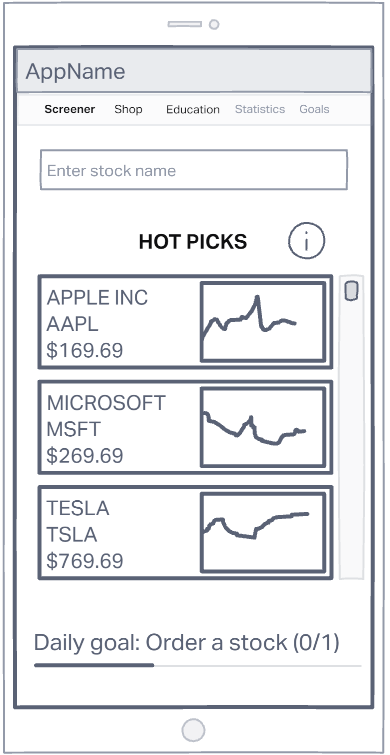 AppName
Screener Shop Education Statistics Goals
Enter stock name
HOT PICKS i
APPLE INC
AAPL
$169.69
MICROSOFT
MSFT
$269.69
TESLA
TSLA
$769.69
Daily goal: Order a stock (0/1)